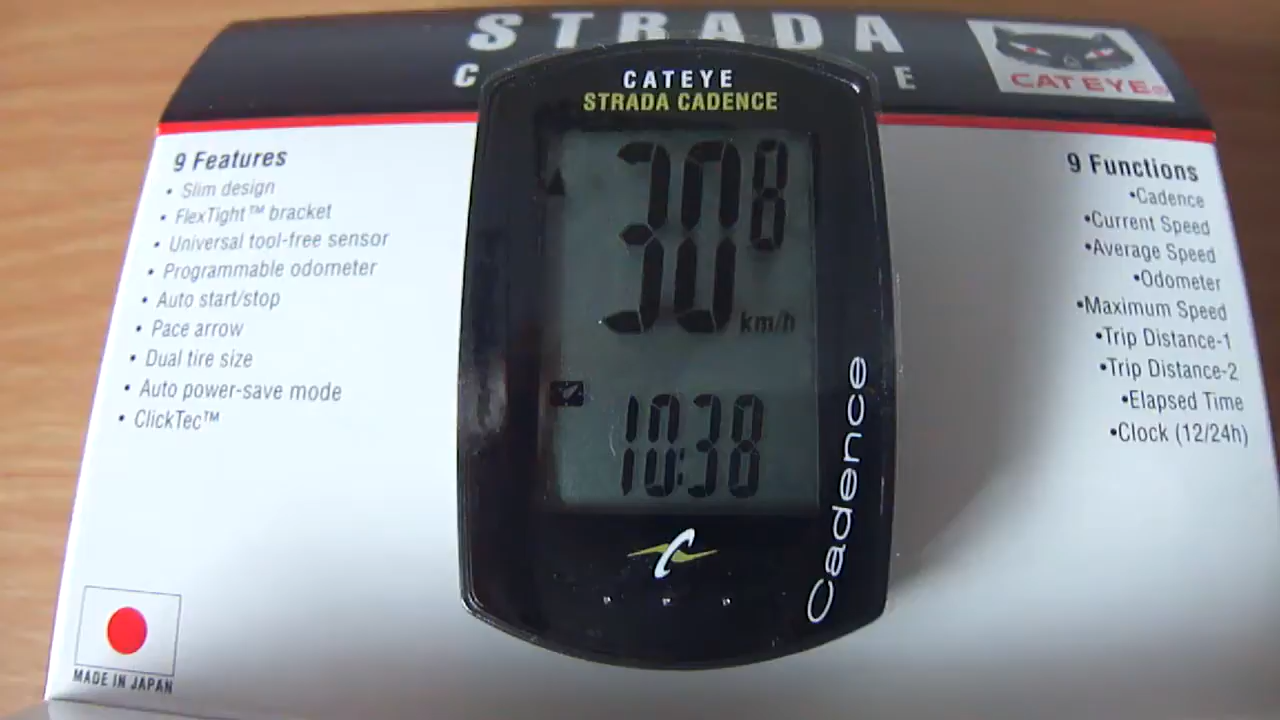 STRADA
C E
CAT EYE®
CATEYE
STRADA CADENCE
30.8
km/h
10:38
Cadence
9 Features
• Slim design
• FlexTight™ bracket
• Universal tool-free sensor
• Programmable odometer
• Auto start/stop
• Pace arrow
• Dual tire size
• Auto power-save mode
• ClickTec™
9 Functions
•Cadence
•Current Speed
•Average Speed
•Odometer
•Maximum Speed
•Trip Distance-1
•Trip Distance-2
•Elapsed Time
•Clock (12/24h)
MADE IN JAPAN